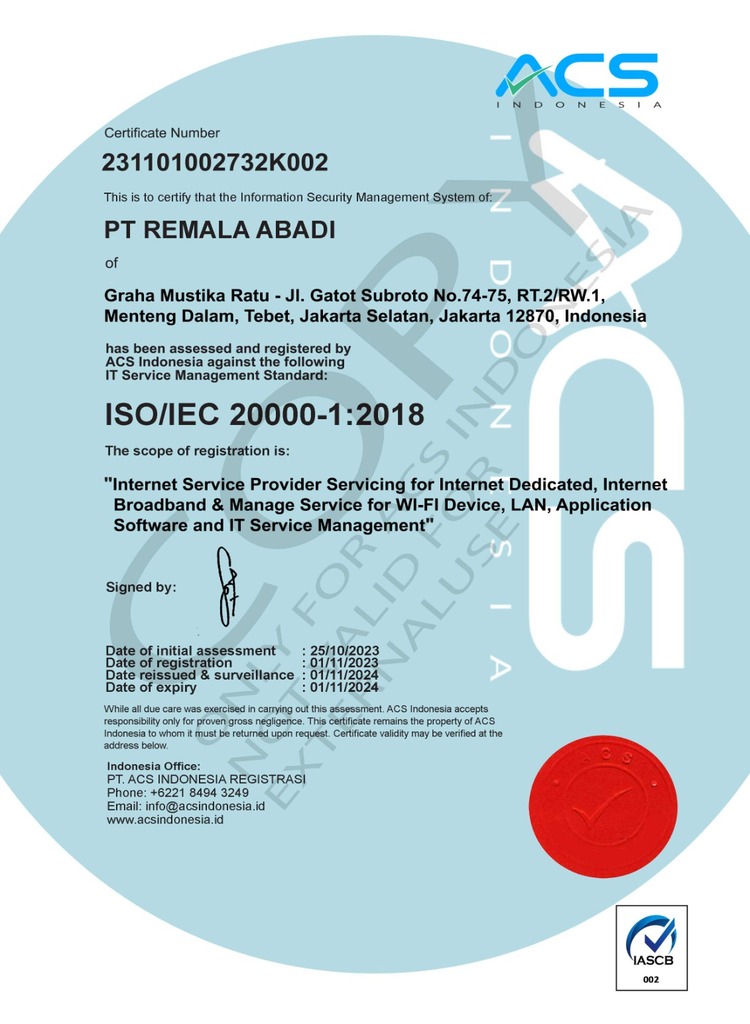 ACS
INDONESIA
Certificate Number
231101002732K002
This is to certify that the Information Security Management System of:
PT REMALA ABADI
of
Graha Mustika Ratu - Jl. Gatot Subroto No.74-75, RT.2/RW.1,
Menteng Dalam, Tebet, Jakarta Selatan, Jakarta 12870, Indonesia
has been assessed and registered by
ACS Indonesia against the following
IT Service Management Standard:
ISO/IEC 20000-1:2018
The scope of registration is:
"Internet Service Provider Servicing for Internet Dedicated, Internet
Broadband & Manage Service for WI-FI Device, LAN, Application
Software and IT Service Management"
Signed by:
Date of initial assessment : 25/10/2023
Date of registration : 01/11/2023
Date reissued & surveillance : 01/11/2024
Date of expiry : 01/11/2024
While all due care was exercised in carrying out this assessment. ACS Indonesia accepts
responsibility only for proven gross negligence. This certificate remains the property of ACS
Indonesia to whom it must be returned upon request. Certificate validity may be verified at the
address below.
Indonesia Office:
PT. ACS INDONESIA REGISTRASI
Phone: +6221 8494 3249
Email: info@acsindonesia.id
www.acsindonesia.id
COPY
ONLY FOR ACS INDONESIA
NOT VALID FOR
EXTERNALUSE
ACS
INDONESIA
ACS
IASCB
002